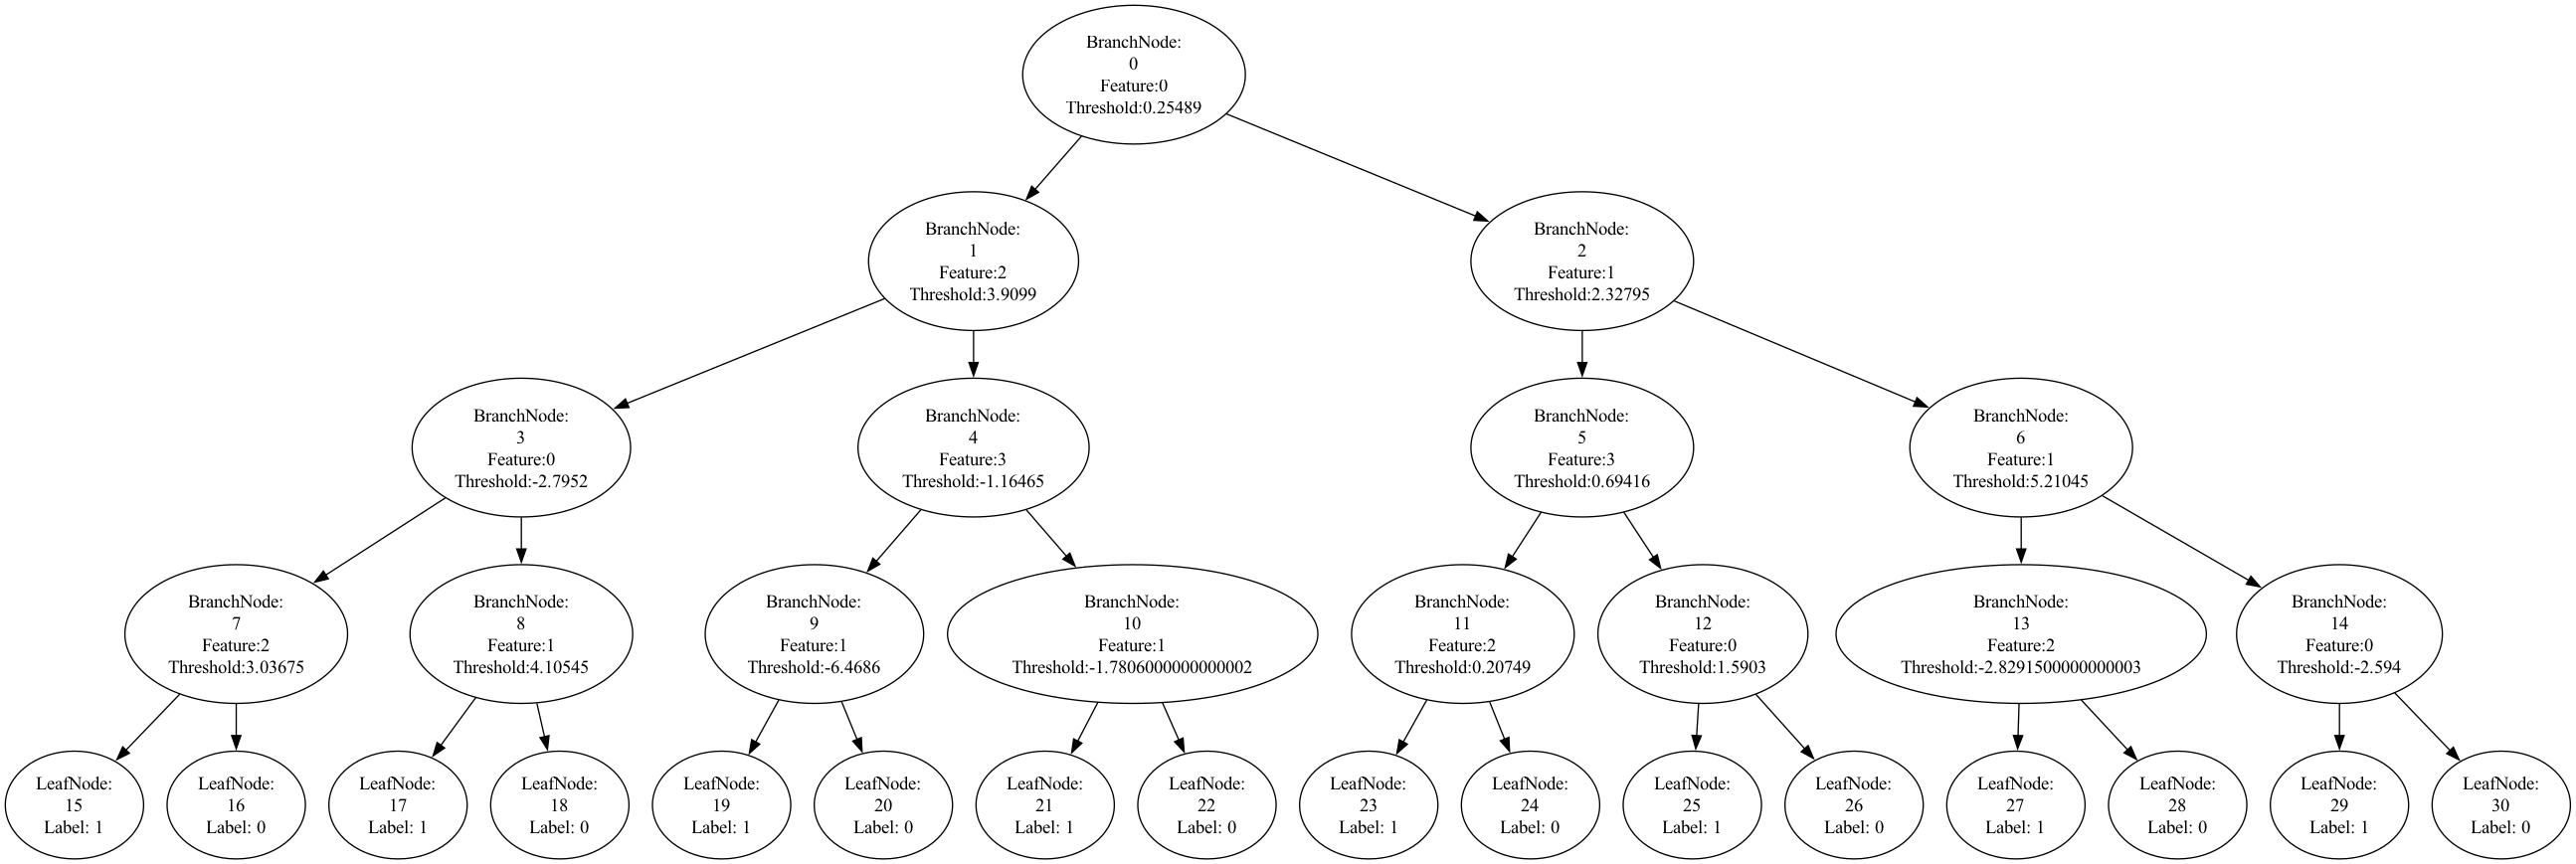 BranchNode:
0
Feature:0
Threshold:0.25489
BranchNode:
1
Feature:2
Threshold:3.9099
BranchNode:
2
Feature:1
Threshold:2.32795
BranchNode:
3
Feature:0
Threshold:-2.7952
BranchNode:
4
Feature:3
Threshold:-1.16465
BranchNode:
5
Feature:3
Threshold:0.69416
BranchNode:
6
Feature:1
Threshold:5.21045
BranchNode:
7
Feature:2
Threshold:3.03675
BranchNode:
8
Feature:1
Threshold:4.10545
BranchNode:
9
Feature:1
Threshold:-6.4686
BranchNode:
10
Feature:1
Threshold:-1.7806000000000002
BranchNode:
11
Feature:2
Threshold:0.20749
BranchNode:
12
Feature:0
Threshold:1.5903
BranchNode:
13
Feature:2
Threshold:-2.8291500000000003
BranchNode:
14
Feature:0
Threshold:-2.594
LeafNode:
15
Label: 1
LeafNode:
16
Label: 0
LeafNode:
17
Label: 1
LeafNode:
18
Label: 0
LeafNode:
19
Label: 1
LeafNode:
20
Label: 0
LeafNode:
21
Label: 1
LeafNode:
22
Label: 0
LeafNode:
23
Label: 1
LeafNode:
24
Label: 0
LeafNode:
25
Label: 1
LeafNode:
26
Label: 0
LeafNode:
27
Label: 1
LeafNode:
28
Label: 0
LeafNode:
29
Label: 1
LeafNode:
30
Label: 0